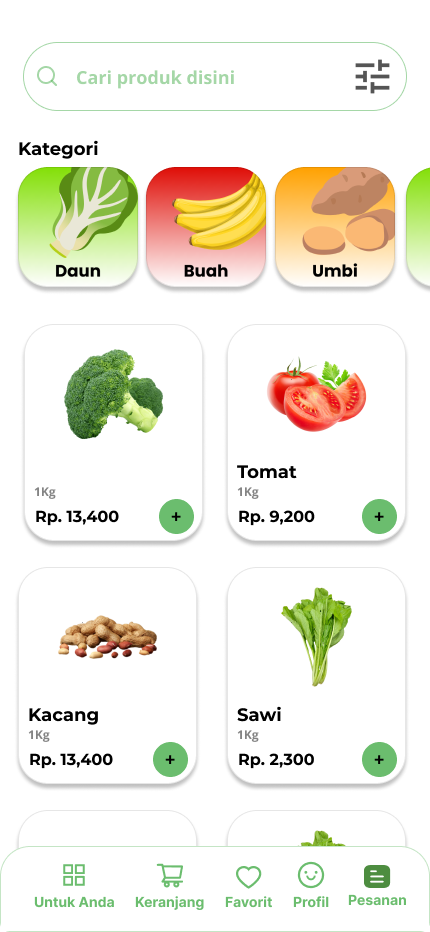 Cari produk disini
Kategori
Daun
Buah
Umbi
1Kg
Rp. 13,400
+
Tomat
1Kg
Rp. 9,200
+
Kacang
1Kg
Rp. 13,400
+
Sawi
1Kg
Rp. 2,300
+
Untuk Anda
Keranjang
Favorit
Profil
Pesanan